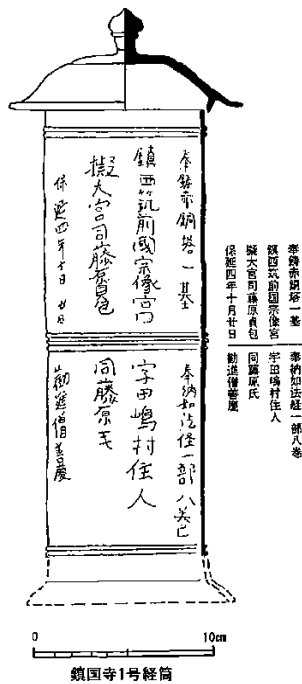 奉鋳赤銅塔一基
鎮西筑前国宗像宮
擬大宮司藤原貞包
保延四年十月廿日
奉納如法経一部八巻
字田嶋村住人
同藤原氏
勧進僧善慶
奉鋳赤銅塔一基
鎮西筑前國宗像宮
擬大宮司藤原貞包
保延四年十月廿日
奉納如法経一部八巻
字田嶋村住人
同藤原氏
勧進僧善慶
0 10cm
鎮国寺1号経筒